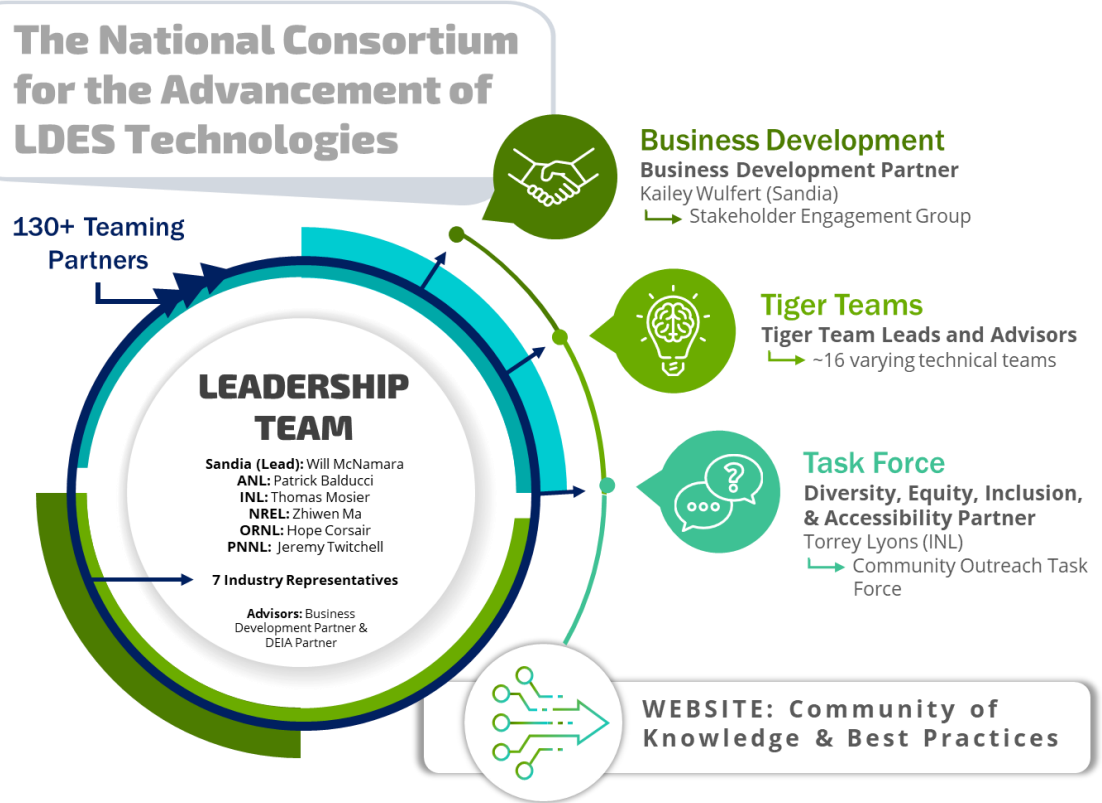 The National Consortium
for the Advancement of
LDES Technologies
130+ Teaming
Partners
LEADERSHIP
TEAM
Sandia (Lead): Will McNamara
ANL: Patrick Balducci
INL: Thomas Mosier
NREL: Zhiwen Ma
ORNL: Hope Corsair
PNNL: Jeremy Twitchell
7 Industry Representatives
Advisors: Business
Development Partner &
DEIA Partner
Business Development
Business Development Partner
Kailey Wulfert (Sandia)
Stakeholder Engagement Group
Tiger Teams
Tiger Team Leads and Advisors
~16 varying technical teams
?
Task Force
Diversity, Equity, Inclusion,
& Accessibility Partner
Torrey Lyons (INL)
Community Outreach Task
Force
WEBSITE: Community of
Knowledge & Best Practices